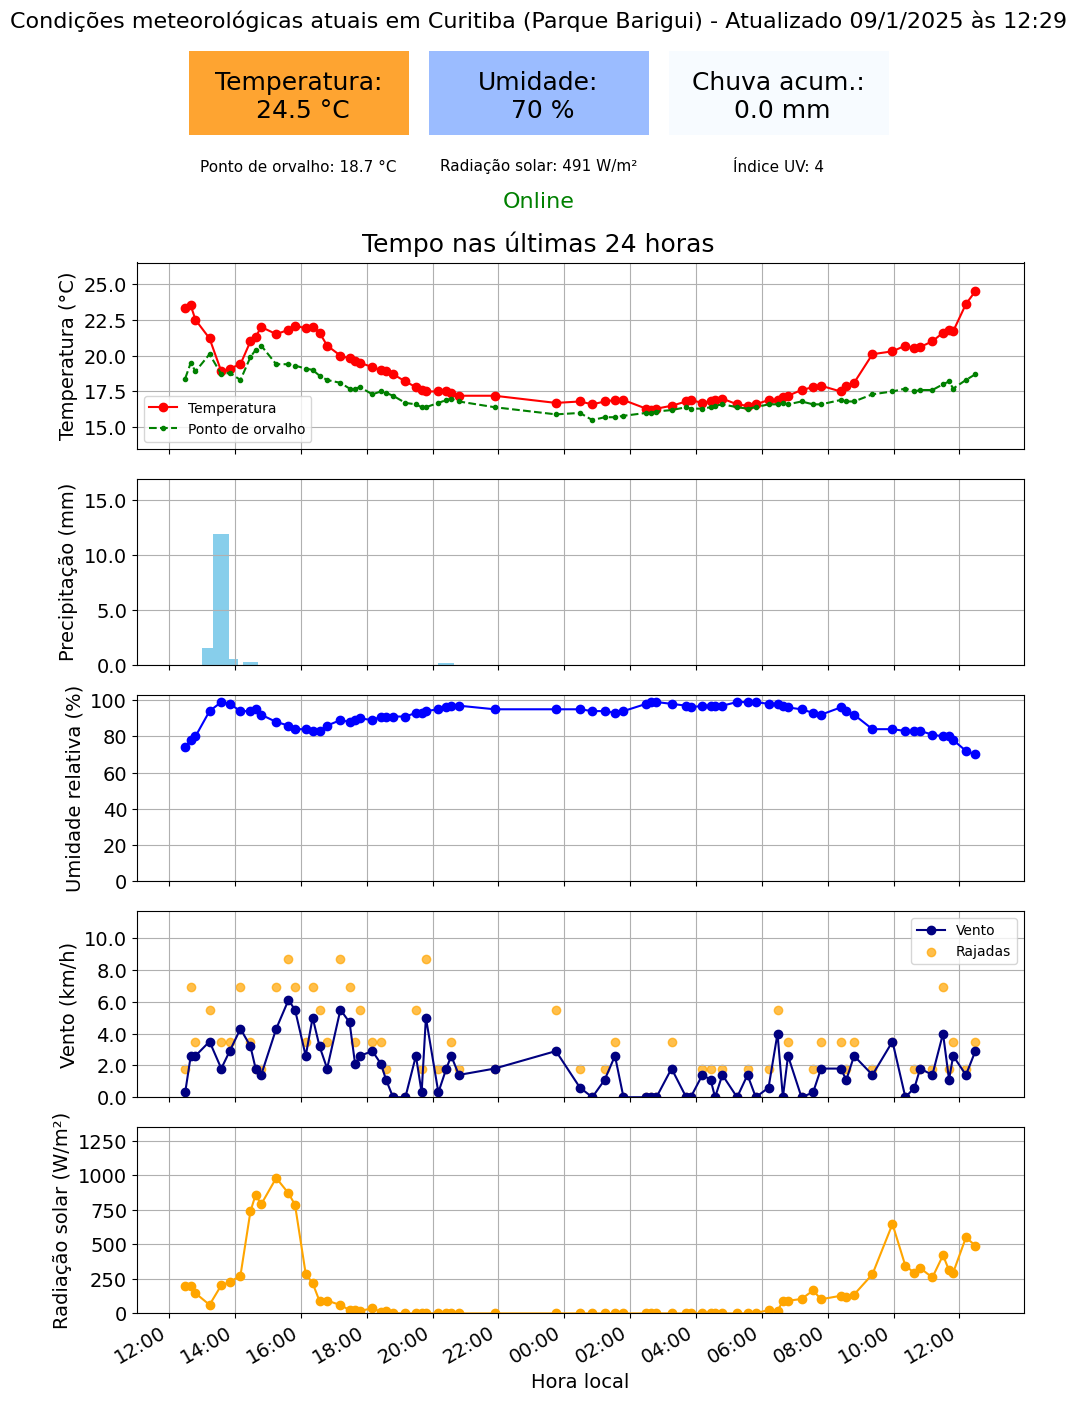 Condições meteorológicas atuais em Curitiba (Parque Barigui) - Atualizado 09/1/2025 às 12:29
Temperatura:
24.5 °C
Umidade:
70 %
Chuva acum.:
0.0 mm
Ponto de orvalho: 18.7 °C
Radiação solar: 491 W/m²
Índice UV: 4
Online
Tempo nas últimas 24 horas
Temperatura (°C)
25.0
22.5
20.0
17.5
15.0
Temperatura
Ponto de orvalho
Precipitação (mm)
15.0
10.0
5.0
0.0
Umidade relativa (%)
100
80
60
40
20
0
Vento (km/h)
10.0
8.0
6.0
4.0
2.0
0.0
Vento
Rajadas
Radiação solar (W/m²)
1250
1000
750
500
250
0
12:00
14:00
16:00
18:00
20:00
22:00
00:00
02:00
04:00
06:00
08:00
10:00
12:00
Hora local